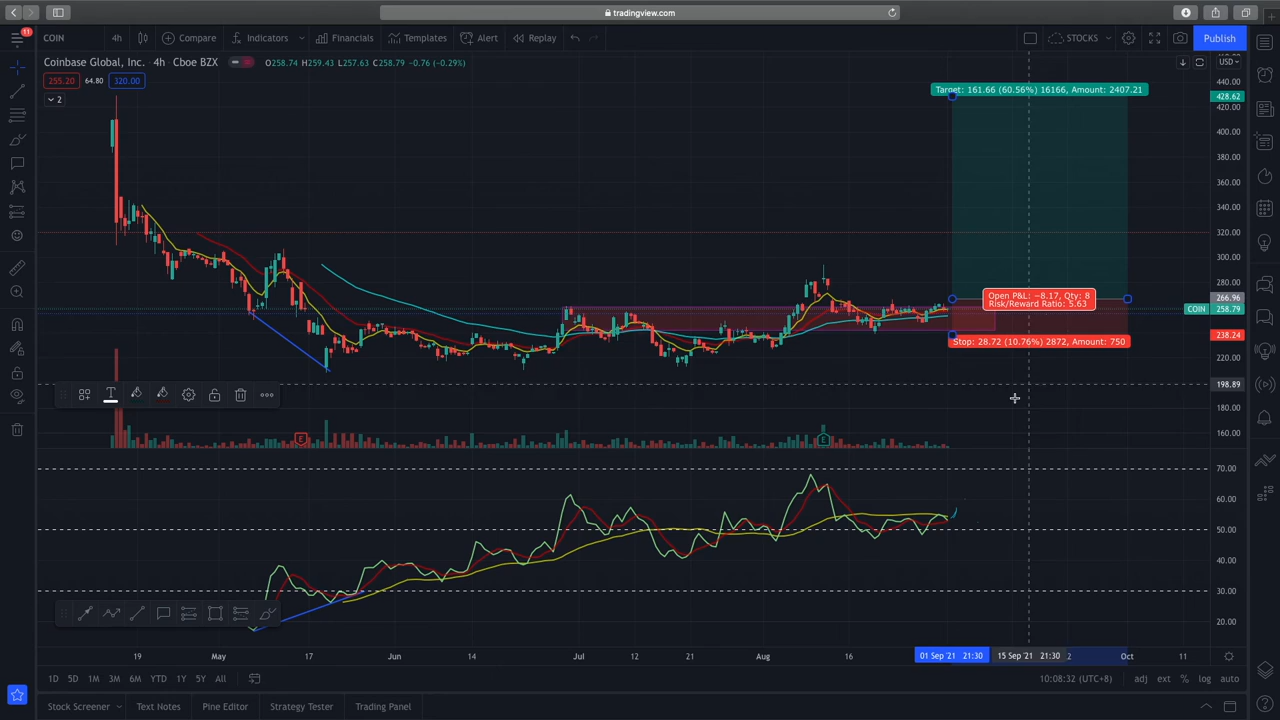 tradingview.com
11
COIN 4h Compare Indicators Financials Templates Alert Replay STOCKS Publish
Coinbase Global, Inc. · 4h · Cboe BZX O258.74 H259.43 L257.63 C258.79 −0.76 (−0.29%)
USD
255.20 64.80 320.00
2
440.00
Target: 161.66 (60.56%) 16166, Amount: 2407.21
428.62
420.00
400.00
380.00
360.00
340.00
320.00
300.00
280.00
Open P&L: −8.17, Qty: 8
Risk/Reward Ratio: 5.63
266.96
COIN 258.79
238.24
Stop: 28.72 (10.76%) 2872, Amount: 750
220.00
198.89
180.00
160.00
T
E E
70.00
60.00
50.00
40.00
30.00
20.00
19 May 17 Jun 14 Jul 12 21 Aug 16 01 Sep '21 21:30 15 Sep '21 21:30 2 Oct 11
1D 5D 1M 3M 6M YTD 1Y 5Y All 10:08:32 (UTC+8) adj ext % log auto
Stock Screener Text Notes Pine Editor Strategy Tester Trading Panel